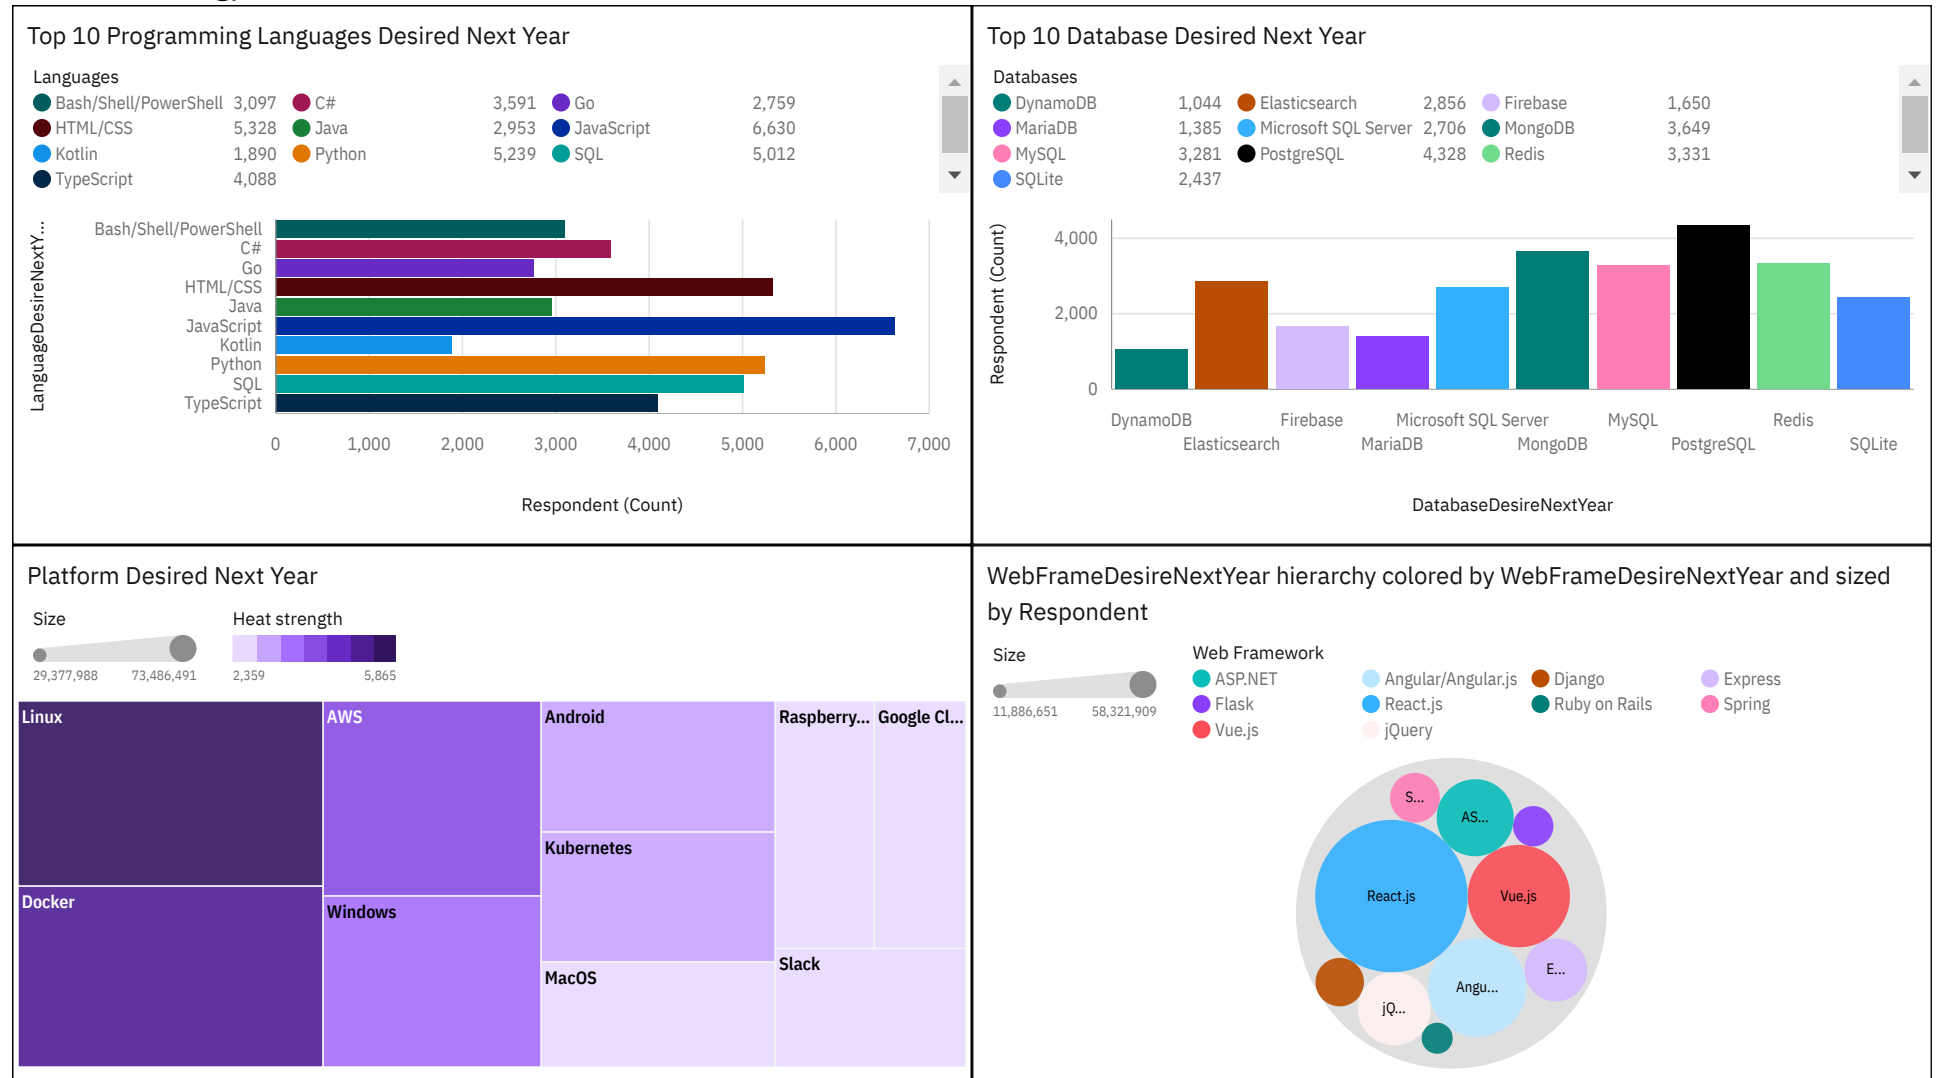 Top 10 Programming Languages Desired Next Year
Languages
Bash/Shell/PowerShell 3,097 C# 3,591 Go 2,759
HTML/CSS 5,328 Java 2,953 JavaScript 6,630
Kotlin 1,890 Python 5,239 SQL 5,012
TypeScript 4,088
LanguageDesireNextY...
Bash/Shell/PowerShell
C#
Go
HTML/CSS
Java
JavaScript
Kotlin
Python
SQL
TypeScript
0 1,000 2,000 3,000 4,000 5,000 6,000 7,000
Respondent (Count)
Top 10 Database Desired Next Year
Databases
DynamoDB 1,044 Elasticsearch 2,856 Firebase 1,650
MariaDB 1,385 Microsoft SQL Server 2,706 MongoDB 3,649
MySQL 3,281 PostgreSQL 4,328 Redis 3,331
SQLite 2,437
Respondent (Count)
4,000
2,000
0
DynamoDB Firebase Microsoft SQL Server MySQL Redis
Elasticsearch MariaDB MongoDB PostgreSQL SQLite
DatabaseDesireNextYear
Platform Desired Next Year
Size Heat strength
29,377,988 73,486,491 2,359 5,865
Linux AWS Android Raspberry... Google Cl...
Kubernetes
Docker
Windows
Slack
MacOS
WebFrameDesireNextYear hierarchy colored by WebFrameDesireNextYear and sized
by Respondent
Size
11,886,651 58,321,909
Web Framework
ASP.NET Angular/Angular.js Django Express
Flask React.js Ruby on Rails Spring
Vue.js jQuery
S...
AS...
React.js Vue.js
E...
Angu...
jQ...